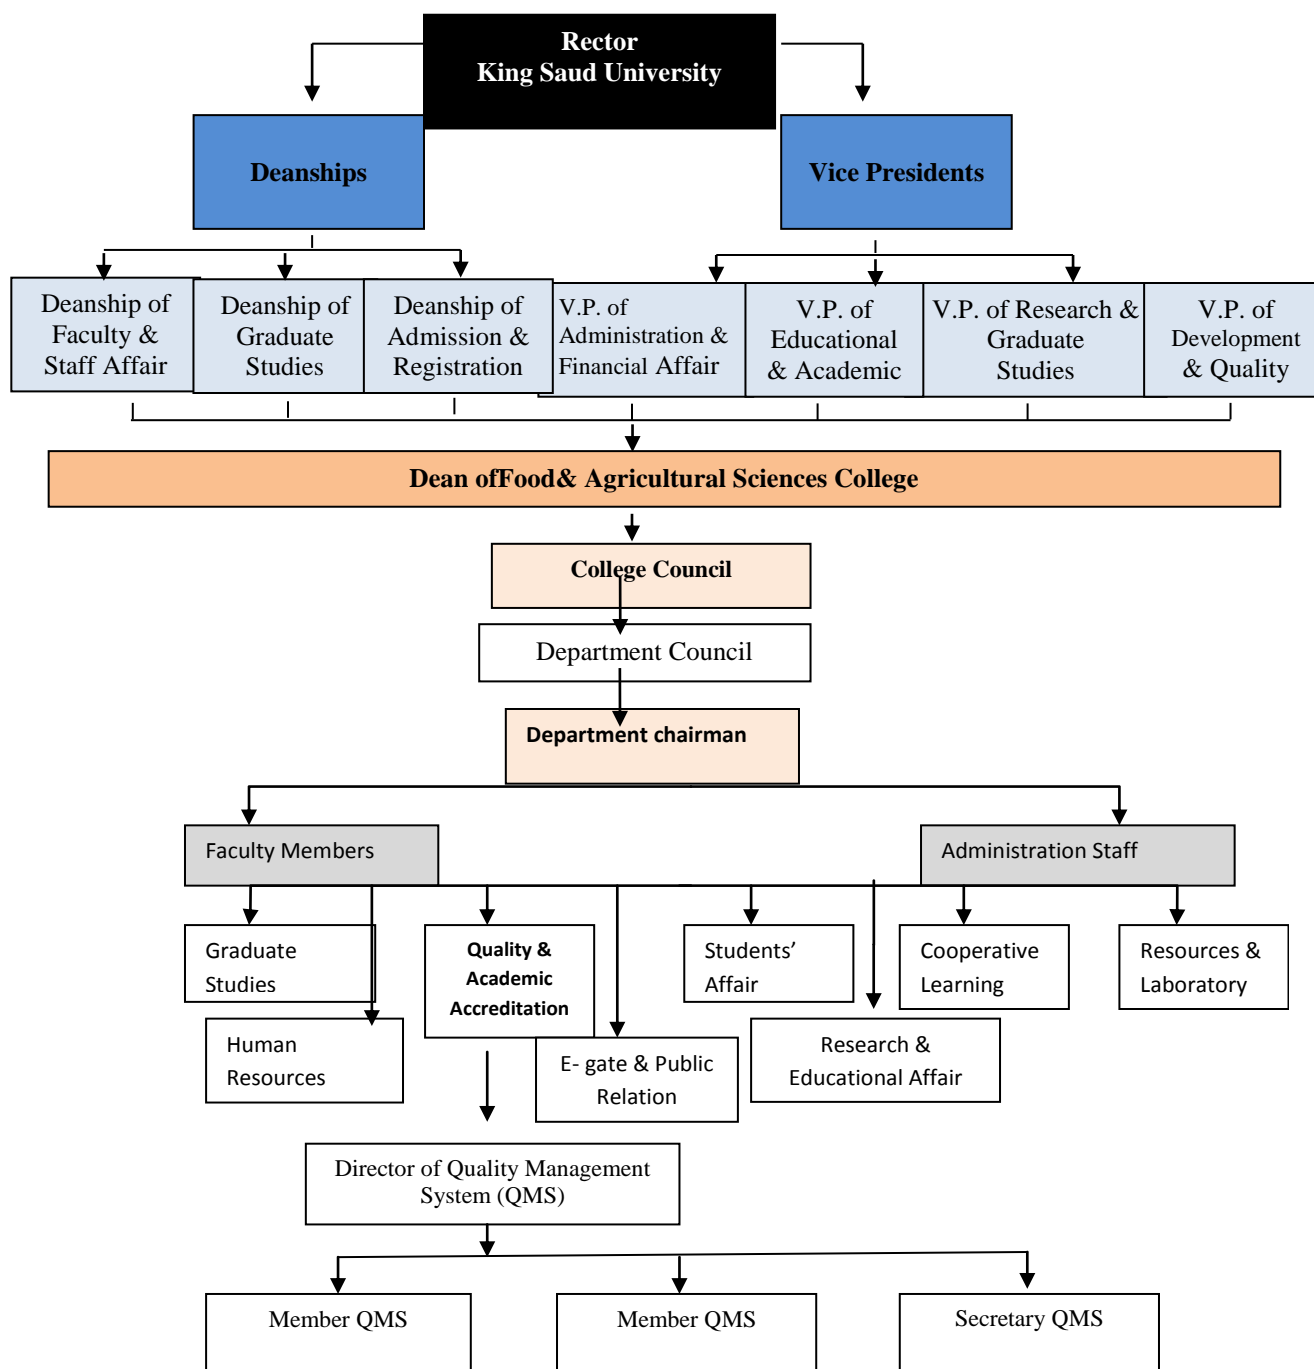 Rector
King Saud University
Deanships
Vice Presidents
Deanship of
Faculty &
Staff Affair
Deanship of
Graduate
Studies
Deanship of
Admission &
Registration
V.P. of
Administration &
Financial Affair
V.P. of
Educational
& Academic
V.P. of Research &
Graduate
Studies
V.P. of
Development
& Quality
Dean ofFood& Agricultural Sciences College
College Council
Department Council
Department chairman
Faculty Members
Administration Staff
Graduate
Studies
Quality &
Academic
Accreditation
Students’
Affair
Cooperative
Learning
Resources &
Laboratory
Human
Resources
E- gate & Public
Relation
Research &
Educational Affair
Director of Quality Management
System (QMS)
Member QMS
Member QMS
Secretary QMS